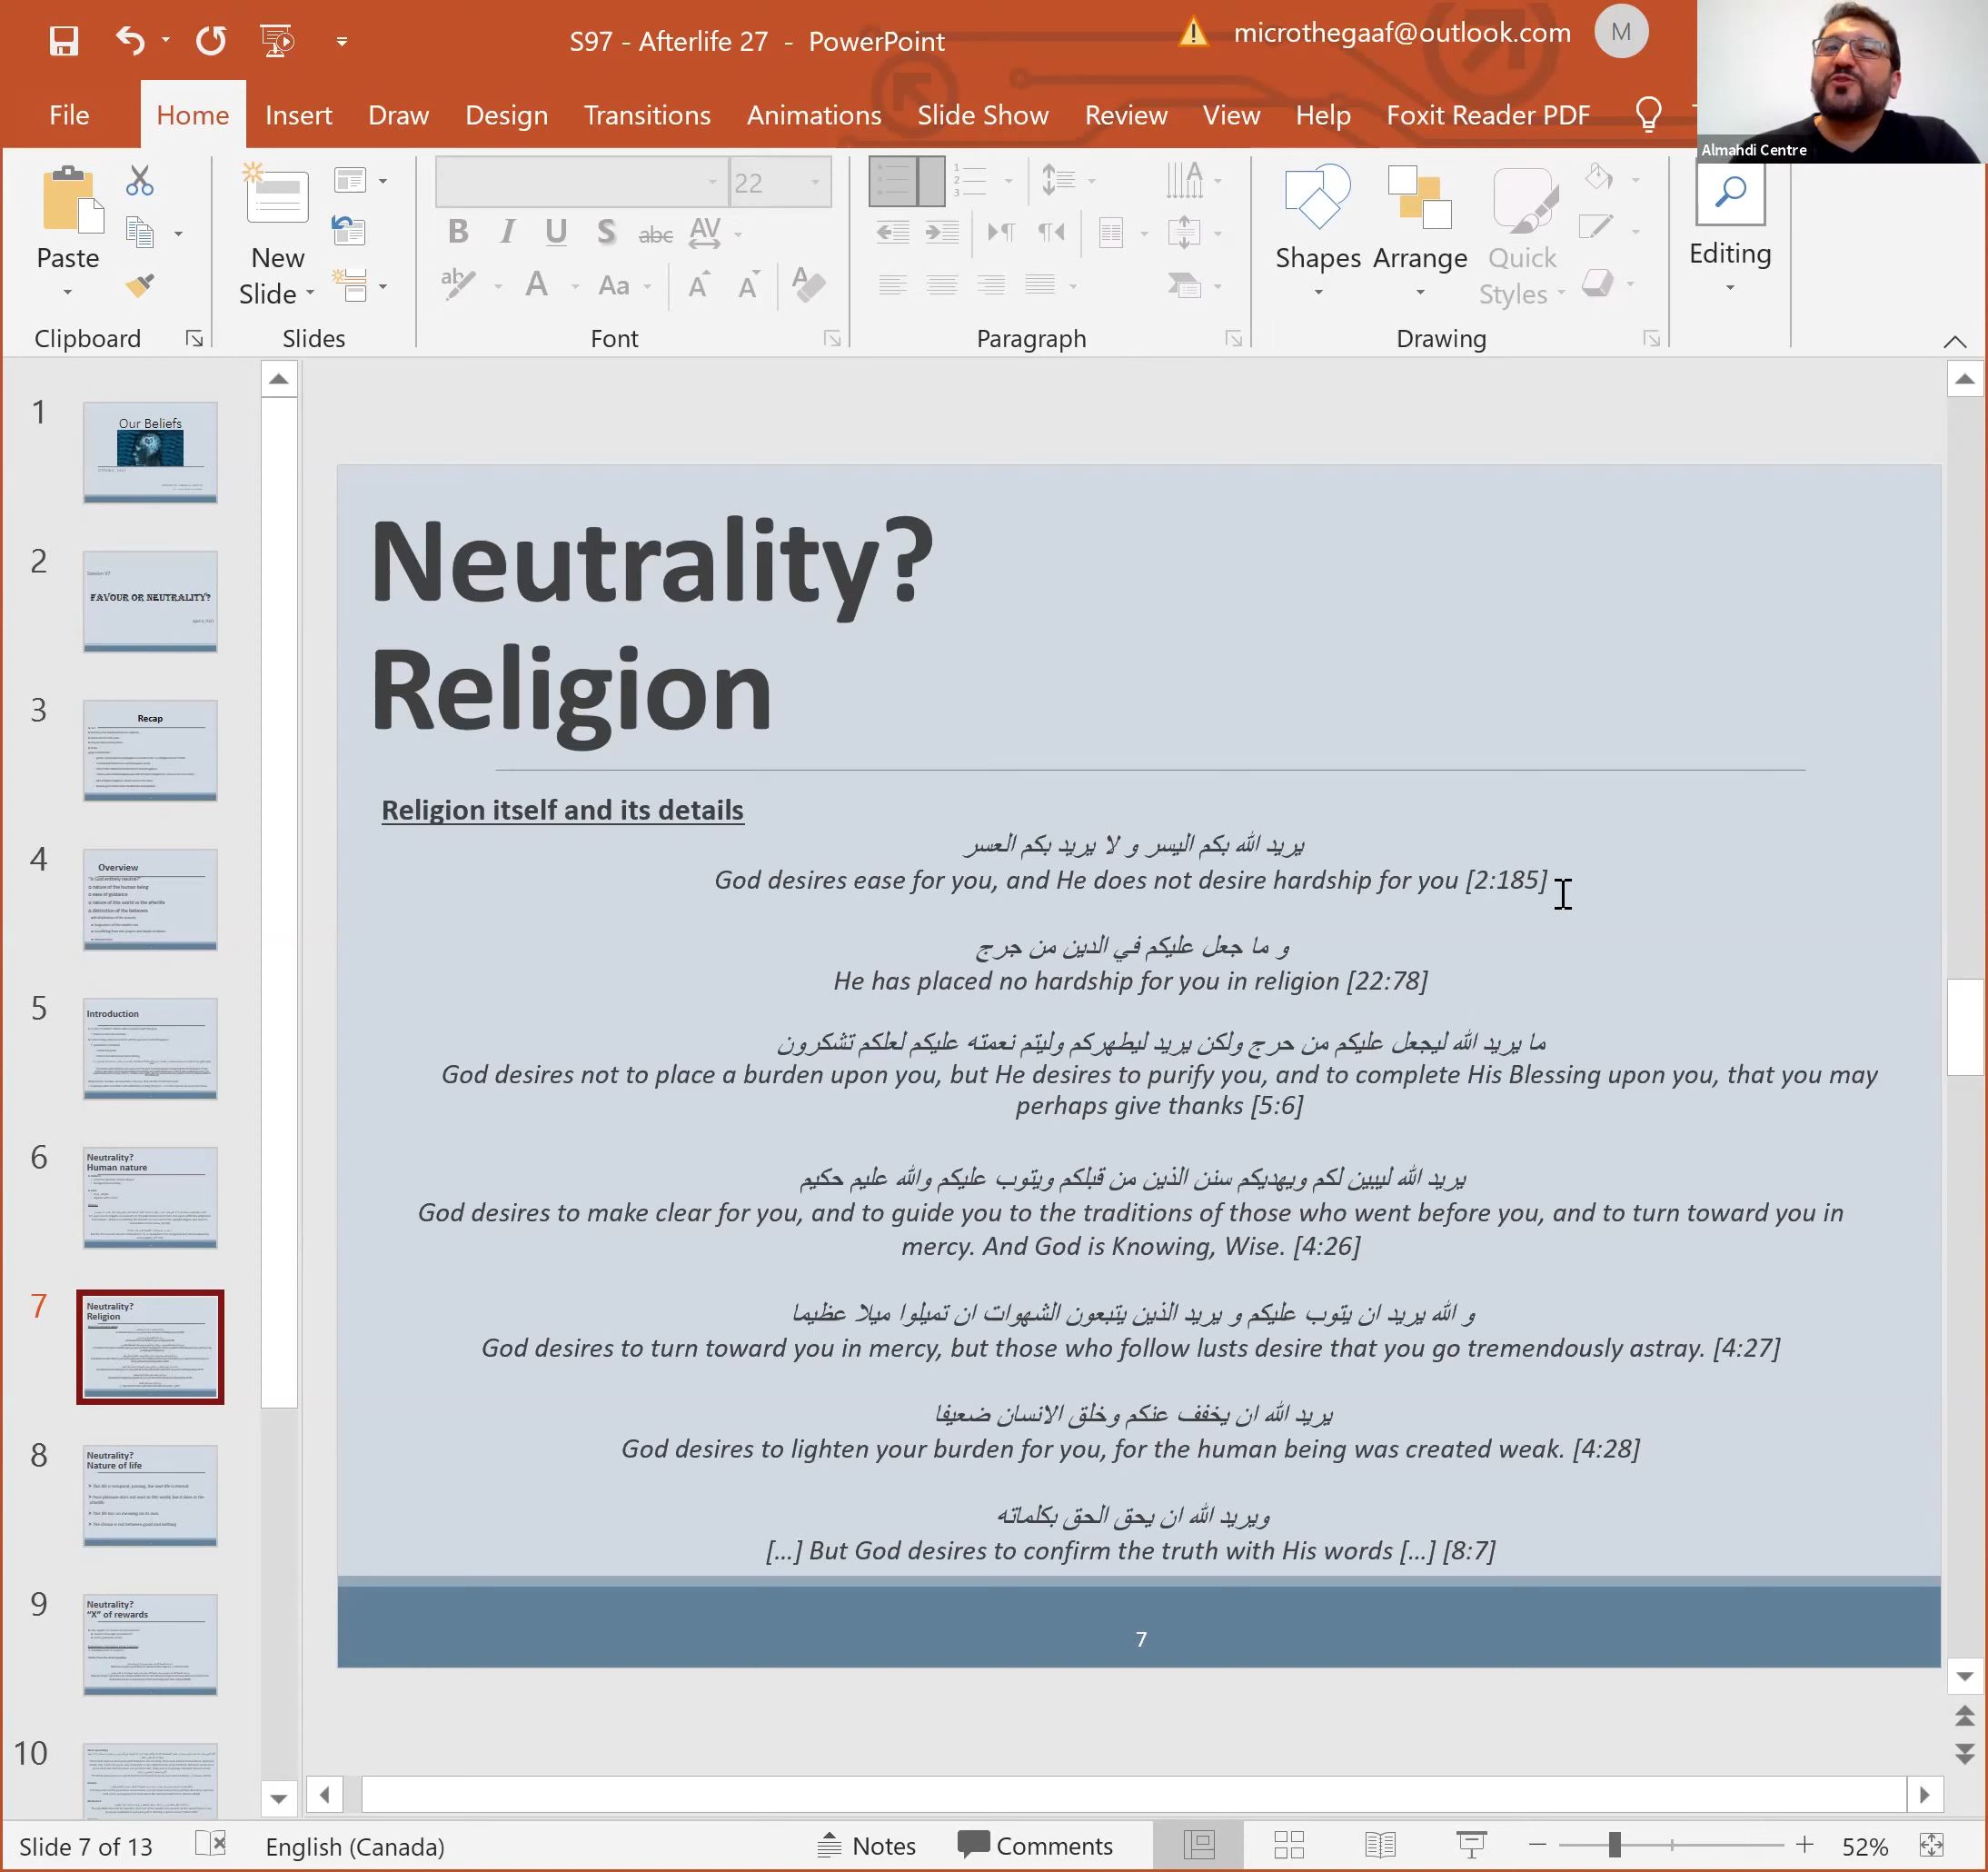 S97 - Afterlife 27 - PowerPoint
microthegaaf@outlook.com
M
Almahdi Centre
File Home Insert Draw Design Transitions Animations Slide Show Review View Help Foxit Reader PDF
22
Paste
New Slide
Shapes Arrange Quick Styles
Editing
Clipboard Slides Font Paragraph Drawing
1
Our Beliefs
2
Session 97
FAVOUR OR NEUTRALITY?
3
Recap
4
Overview
5
Introduction
6
Neutrality?
Human nature
7
Neutrality?
Religion
8
Neutrality?
Nature of life
9
Neutrality?
"X" of rewards
10
Neutrality?
Religion
Religion itself and its details
يريد الله بكم اليسر و لا يريد بكم العسر
God desires ease for you, and He does not desire hardship for you [2:185]
و ما جعل عليكم في الدين من جرج
He has placed no hardship for you in religion [22:78]
ما يريد الله ليجعل عليكم من حرج ولكن يريد ليطهركم وليتم نعمته عليكم لعلكم تشكرون
God desires not to place a burden upon you, but He desires to purify you, and to complete His Blessing upon you, that you may
perhaps give thanks [5:6]
يريد الله ليبين لكم ويهديكم سنن الذين من قبلكم ويتوب عليكم والله عليم حكيم
God desires to make clear for you, and to guide you to the traditions of those who went before you, and to turn toward you in
mercy. And God is Knowing, Wise. [4:26]
و الله يريد ان يتوب عليكم و يريد الذين يتبعون الشهوات ان تميلوا ميلا عظيما
God desires to turn toward you in mercy, but those who follow lusts desire that you go tremendously astray. [4:27]
يريد الله ان يخفف عنكم وخلق الانسان ضعيفا
God desires to lighten your burden for you, for the human being was created weak. [4:28]
ويريد الله ان يحق الحق بكلماته
[...] But God desires to confirm the truth with His words [...] [8:7]
7
Slide 7 of 13 English (Canada) Notes Comments 52%